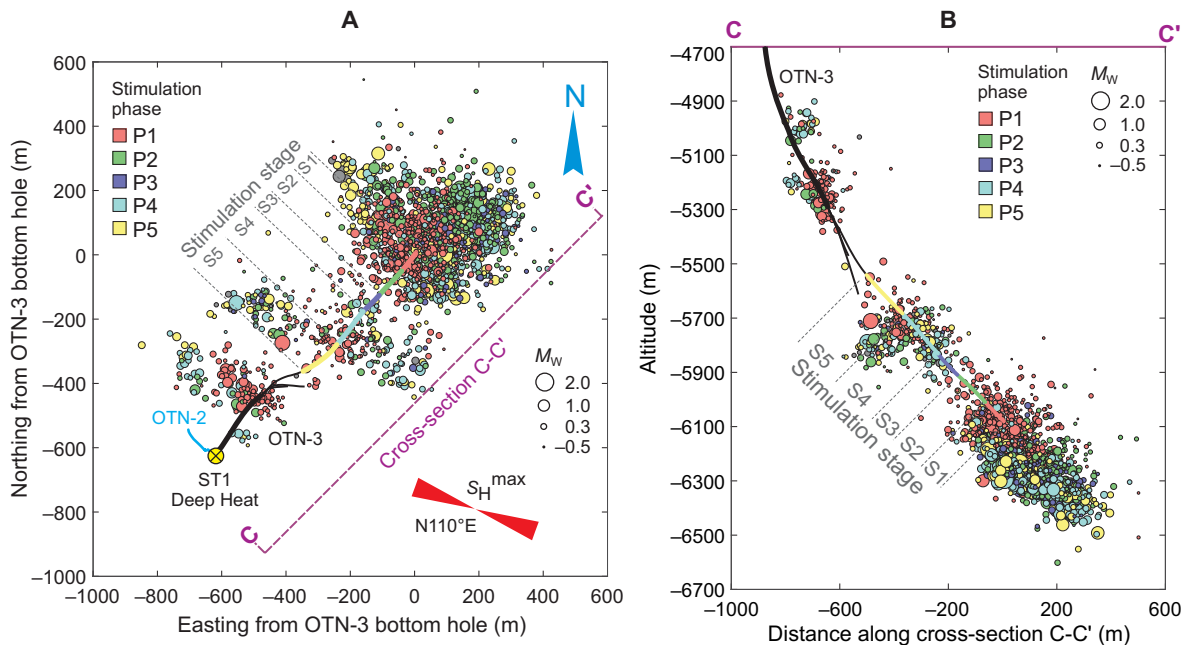 A
600
400
200
0
–200
–400
–600
–800
–1000
Northing from OTN-3 bottom hole (m)
–1000
–800
–600
–400
–200
0
200
400
600
Easting from OTN-3 bottom hole (m)
Stimulation
phase
P1
P2
P3
P4
P5
N
Stimulation stage
S5
S4
S3
S2
S1
C'
Cross-section C-C'
C
OTN-2
OTN-3
ST1
Deep Heat
MW
2.0
1.0
0.3
–0.5
SHmax
N110°E
B
C
C'
–4700
–4900
–5100
–5300
–5500
–5700
–5900
–6100
–6300
–6500
–6700
Altitude (m)
–1000
–600
–200
200
600
Distance along cross-section C-C' (m)
OTN-3
Stimulation
phase
P1
P2
P3
P4
P5
MW
2.0
1.0
0.3
–0.5
S5
S4
S3
S2
S1
Stimulation stage